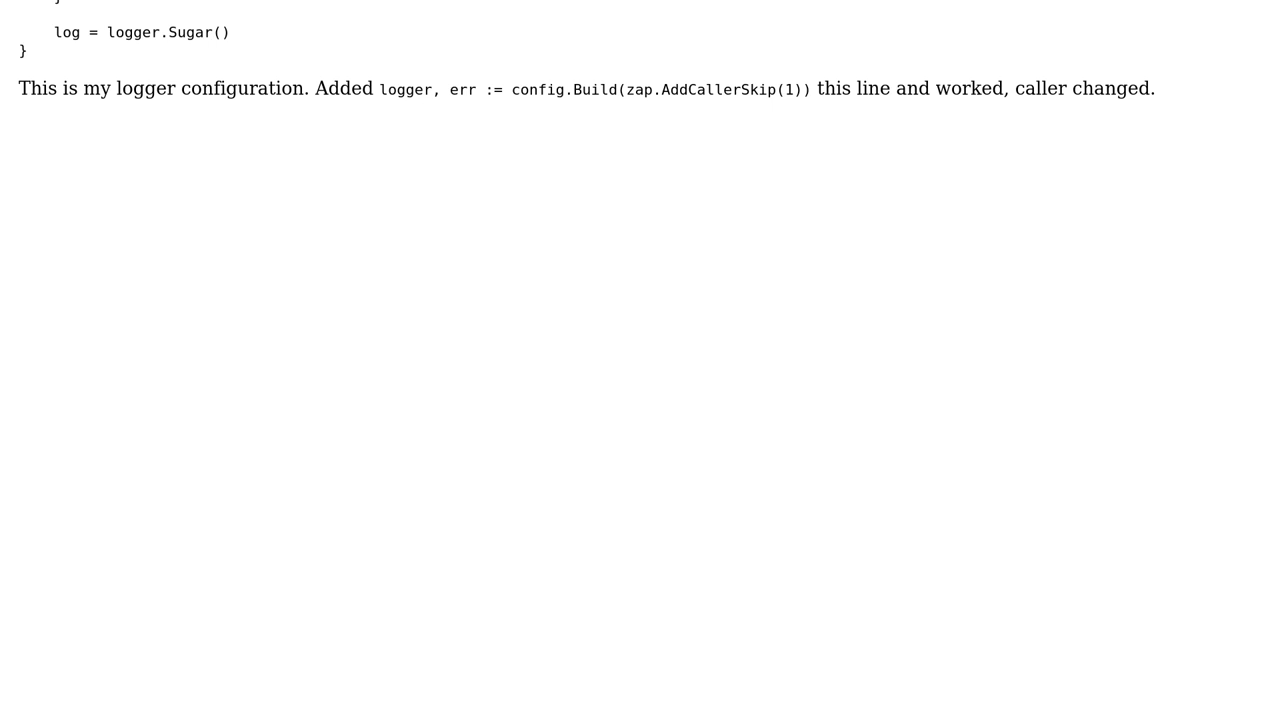 }
log = logger.Sugar()
}
This is my logger configuration. Added logger, err := config.Build(zap.AddCallerSkip(1)) this line and worked, caller changed.